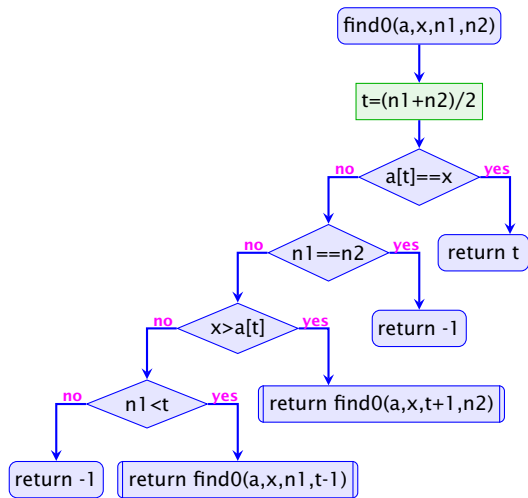 find0(a,x,n1,n2)
t=(n1+n2)/2
a[t]==x
no
yes
return t
n1==n2
no
yes
return -1
x>a[t]
no
yes
return find0(a,x,t+1,n2)
n1<t
no
yes
return -1
return find0(a,x,n1,t-1)